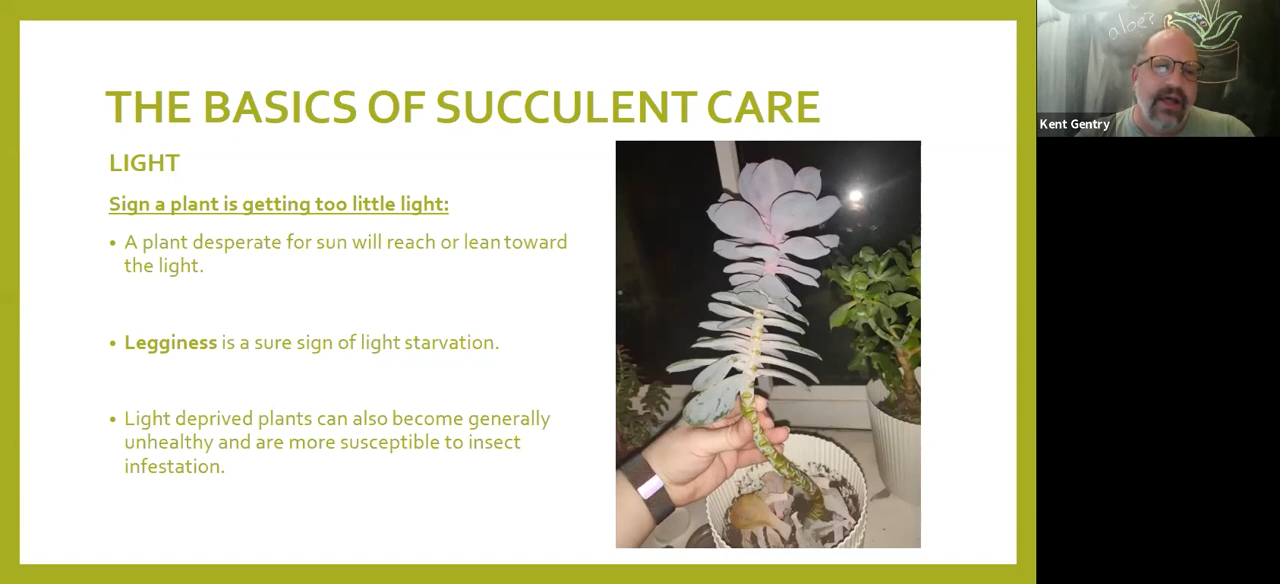 THE BASICS OF SUCCULENT CARE
LIGHT
Sign a plant is getting too little light:
• A plant desperate for sun will reach or lean toward
the light.
• Legginess is a sure sign of light starvation.
• Light deprived plants can also become generally
unhealthy and are more susceptible to insect
infestation.
aloe?
Kent Gentry